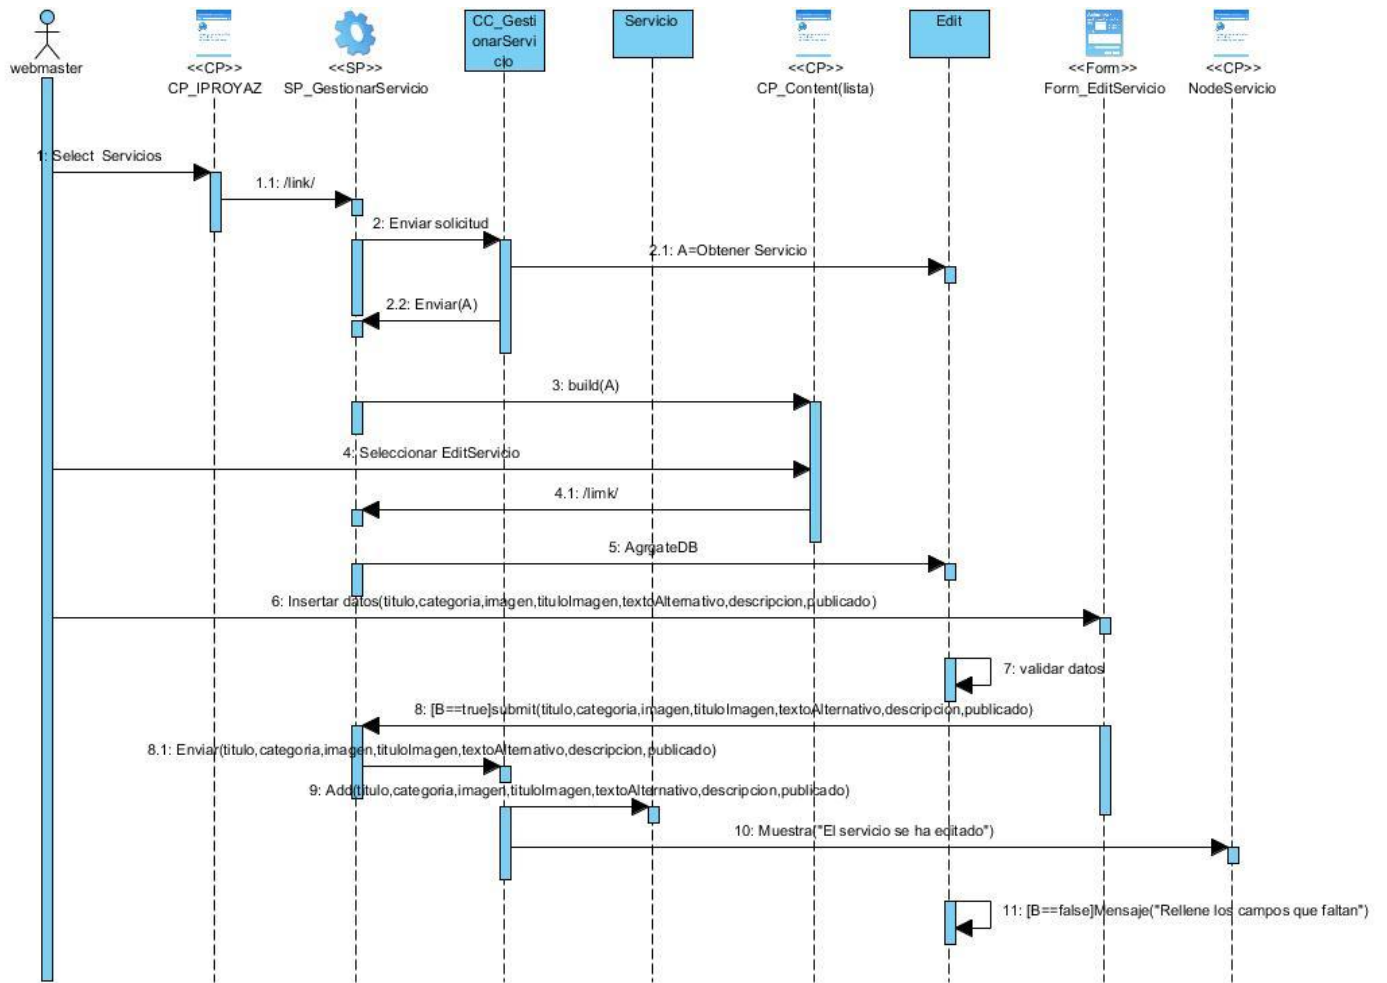 webmaster
<<CP>>
CP_IPROYAZ
<<SP>>
SP_GestionarServicio
CC_Gesti
onarServi
cio
Servicio
<<CP>>
CP_Content(lista)
Edit
<<Form>>
Form_EditServicio
<<CP>>
NodeServicio
1: Select Servicios
1.1: /link/
2: Enviar solicitud
2.1: A=Obtener Servicio
2.2: Enviar(A)
3: build(A)
4: Seleccionar EditServicio
4.1: /limk/
5: AgrgateDB
6: Insertar datos(titulo,categoria,imagen,tituloImagen,textoAlternativo,descripcion,publicado)
7: validar datos
8: [B==true]submit(titulo,categoria,imagen,tituloImagen,textoAlternativo,descripcion,publicado)
8.1: Enviar(titulo,categoria,imagen,tituloImagen,textoAlternativo,descripcion,publicado)
9: Add(titulo,categoria,imagen,tituloImagen,textoAlternativo,descripcion,publicado)
10: Muestra("El servicio se ha editado")
11: [B==false]Mensaje("Rellene los campos que faltan")